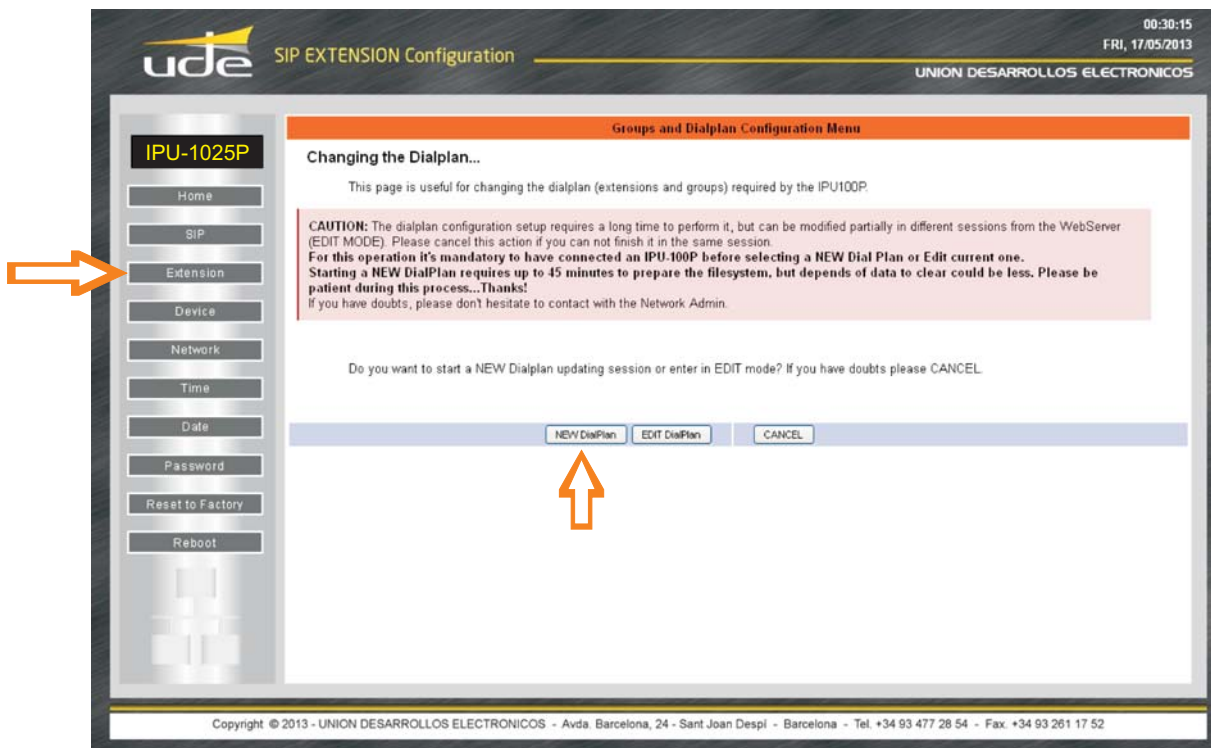 00:30:15
FRI, 17/05/2013
ude
SIP EXTENSION Configuration
UNION DESARROLLOS ELECTRONICOS
IPU-1025P
Home
SIP
Extension
Device
Network
Time
Date
Password
Reset to Factory
Reboot
Groups and Dialplan Configuration Menu
Changing the Dialplan...
This page is useful for changing the dialplan (extensions and groups) required by the IPU100P.
CAUTION: The dialplan configuration setup requires a long time to perform it, but can be modified partially in different sessions from the WebServer
(EDIT MODE). Please cancel this action if you can not finish it in the same session.
For this operation it's mandatory to have connected an IPU-100P before selecting a NEW Dial Plan or Edit current one.
Starting a NEW DialPlan requires up to 45 minutes to prepare the filesystem, but depends of data to clear could be less. Please be
patient during this process...Thanks!
If you have doubts, please don't hesitate to contact with the Network Admin.
Do you want to start a NEW Dialplan updating session or enter in EDIT mode? If you have doubts please CANCEL.
NEW DialPlan EDIT DialPlan CANCEL
Copyright © 2013 - UNION DESARROLLOS ELECTRONICOS - Avda. Barcelona, 24 - Sant Joan Despí - Barcelona - Tel. +34 93 477 28 54 - Fax. +34 93 261 17 52